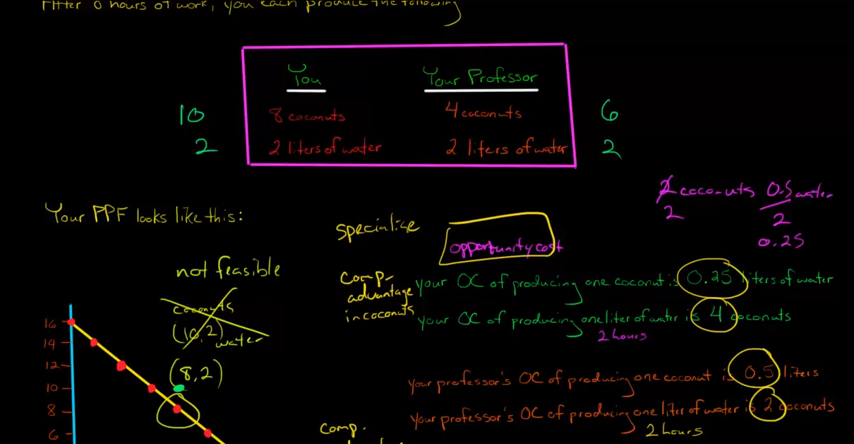 After 8 hours of work, you each produce the following
You Your Professor
10 8 coconuts 4 coconuts 6
2 2 liters of water 2 liters of water 2
2 coconuts 0.5 water
2 2
0.25
Your PPF looks like this:
specialize
opportunity cost
not feasible
comp. advantage in coconuts
your OC of producing one coconut is 0.25 liters of water
your OC of producing one liter of water is 4 coconuts
2 hours
coconuts
(10,2)
water
(8,2)
16
14
12
10
8
6
your professor's OC of producing one coconut is 0.5 liters
your professor's OC of producing one liter of water is 2 coconuts
2 hours
comp.